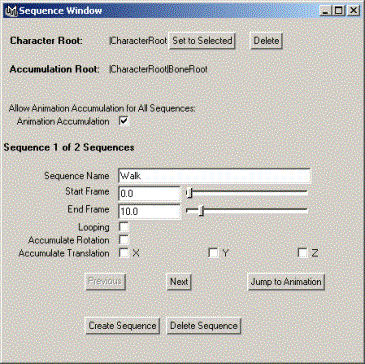 Sequence Window
Character Root: |CharacterRoot Set to Selected Delete
Accumulation Root: |CharacterRoot|BoneRoot
Allow Animation Accumulation for All Sequences:
Animation Accumulation
Sequence 1 of 2 Sequences
Sequence Name Walk
Start Frame 0.0
End Frame 10.0
Looping
Accumulate Rotation
Accumulate Translation X Y Z
Previous Next Jump to Animation
Create Sequence Delete Sequence